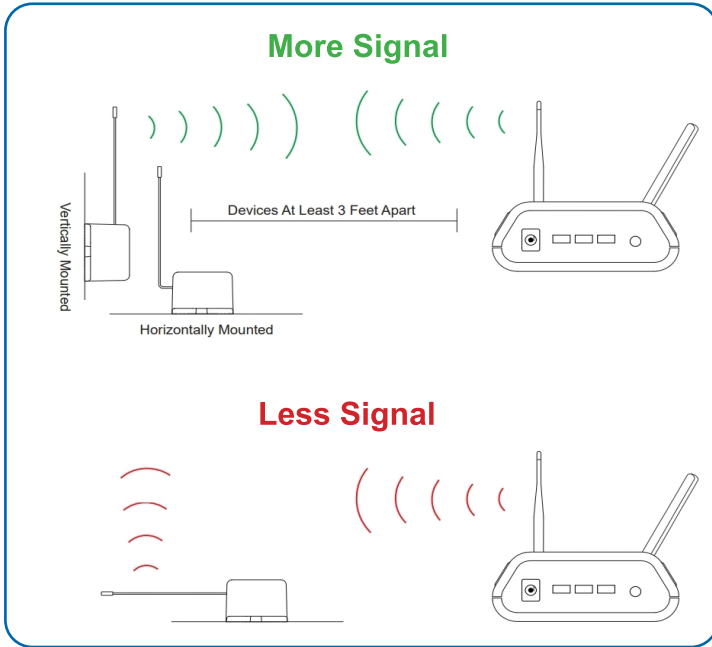 More Signal
Vertically Mounted
Devices At Least 3 Feet Apart
Horizontally Mounted
Less Signal